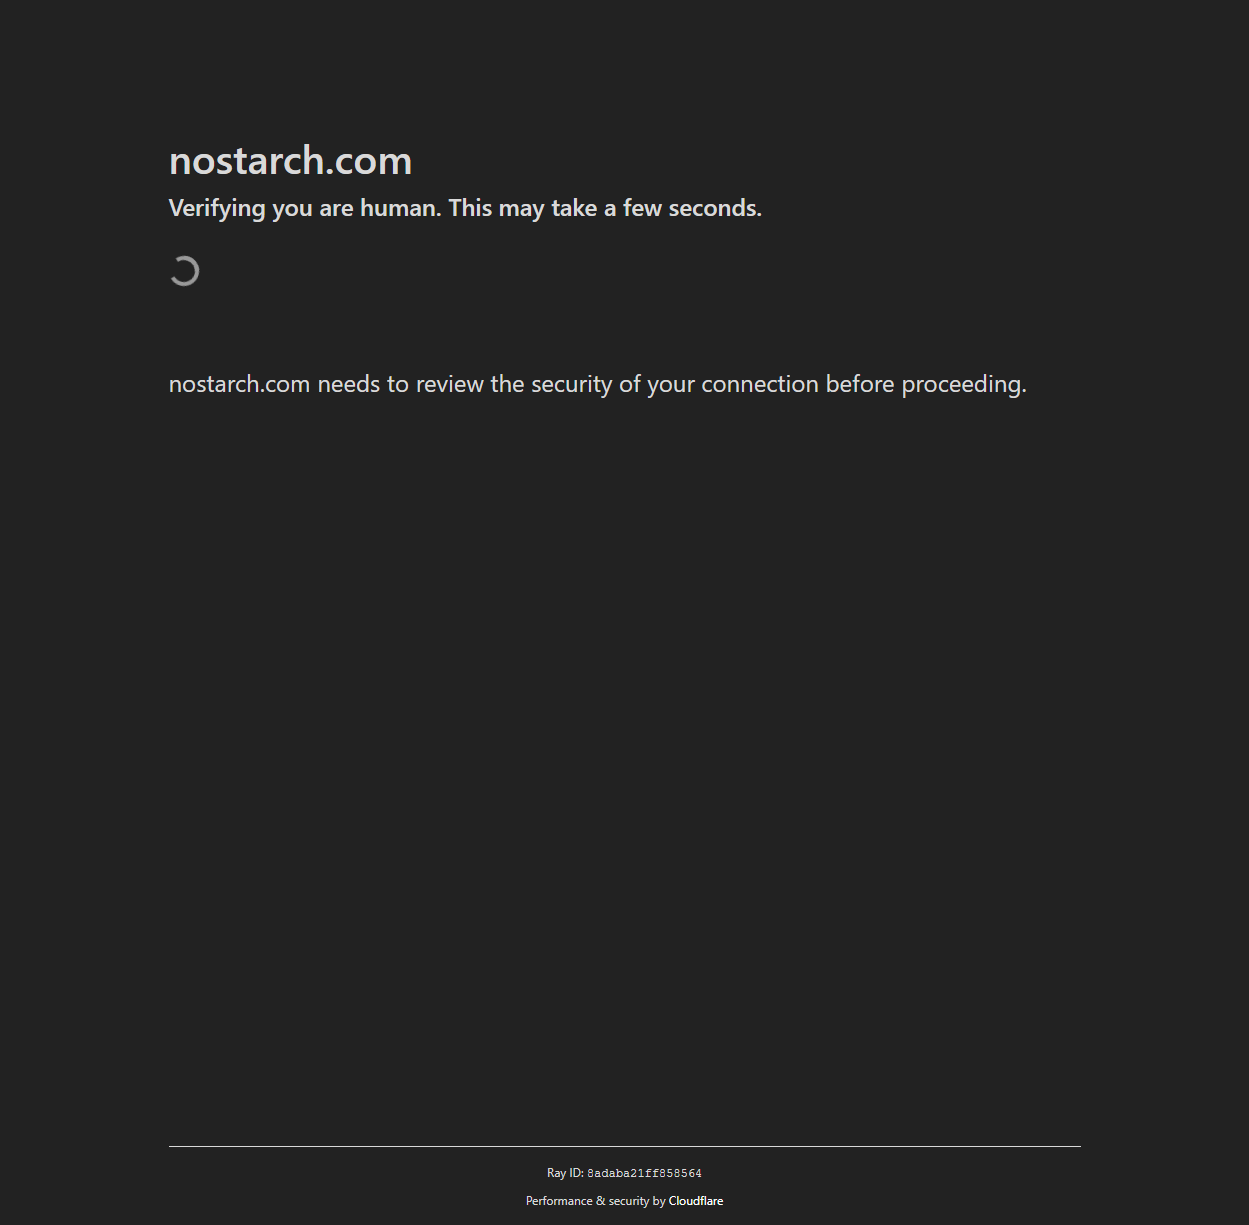 nostarch.com
Verifying you are human. This may take a few seconds.
nostarch.com needs to review the security of your connection before proceeding.
Ray ID: 8adaba21ff858564
Performance & security by Cloudflare